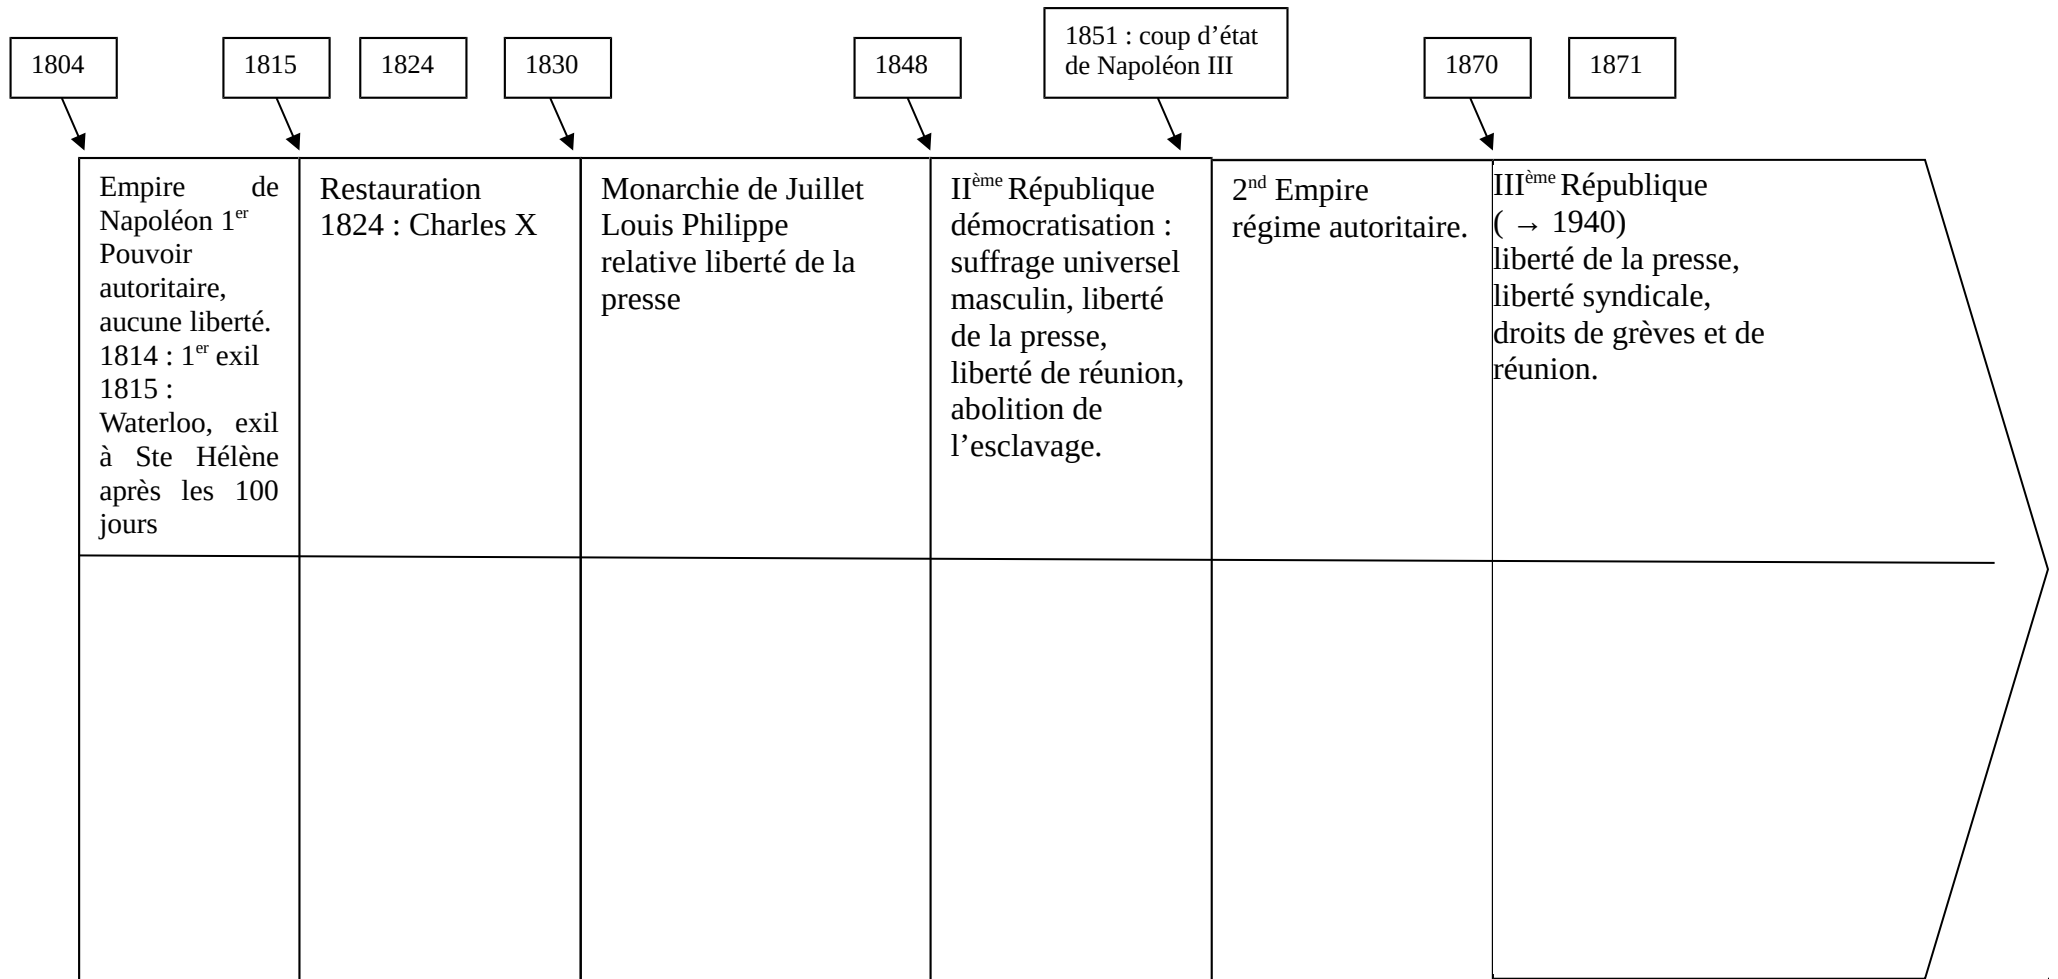 1804
1815
1824
1830
1848
1851 : coup d’état
de Napoléon III
1870
1871
Empire de
Napoléon 1er
Pouvoir
autoritaire,
aucune liberté.
1814 : 1er exil
1815 :
Waterloo, exil
à Ste Hélène
après les 100
jours
Restauration
1824 : Charles X
Monarchie de Juillet
Louis Philippe
relative liberté de la
presse
IIème République
démocratisation :
suffrage universel
masculin, liberté
de la presse,
liberté de réunion,
abolition de
l’esclavage.
2nd Empire
régime autoritaire.
IIIème République
( → 1940)
liberté de la presse,
liberté syndicale,
droits de grèves et de
réunion.